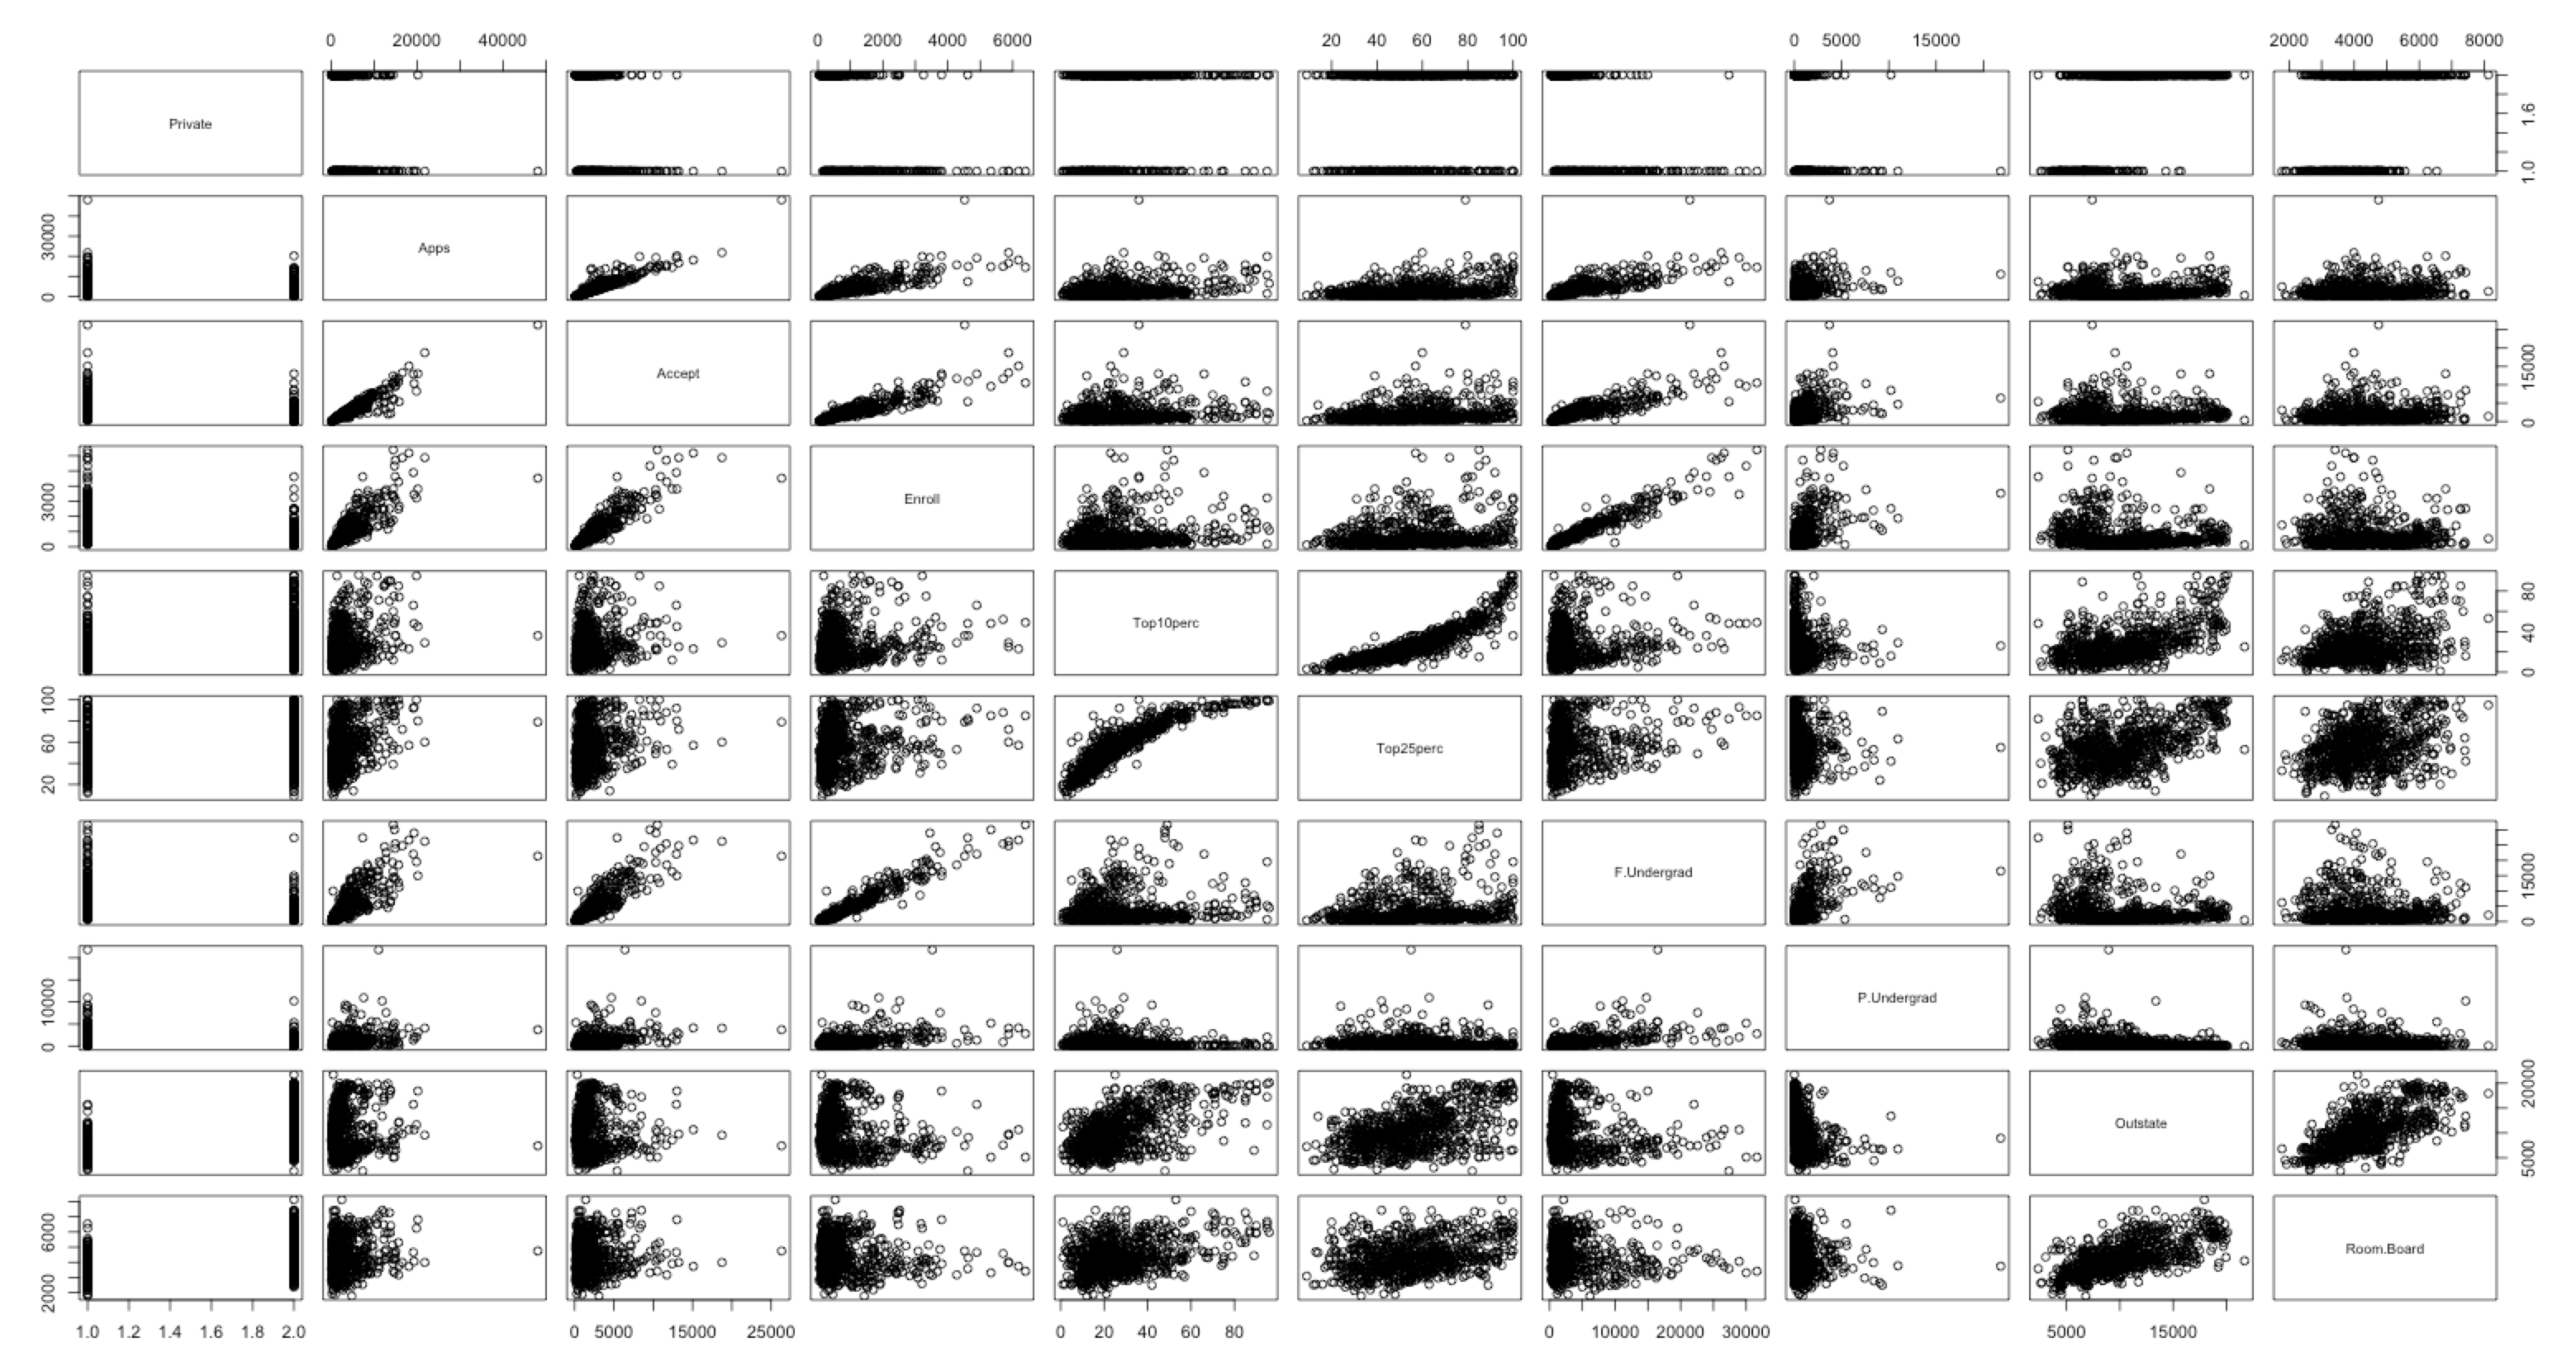 0 20000 40000 0 2000 4000 6000 20 40 60 80 100 0 5000 15000 2000 4000 6000 8000
Private 1.0 1.6
0 30000 Apps
Accept 0 15000
0 3000 Enroll
Top10perc 0 40 80
20 60 100 Top25perc
F.Undergrad 0 15000
0 10000 P.Undergrad
Outstate 5000 20000
2000 6000 Room.Board
1.0 1.2 1.4 1.6 1.8 2.0 0 5000 15000 25000 0 20 40 60 80 0 10000 20000 30000 5000 15000